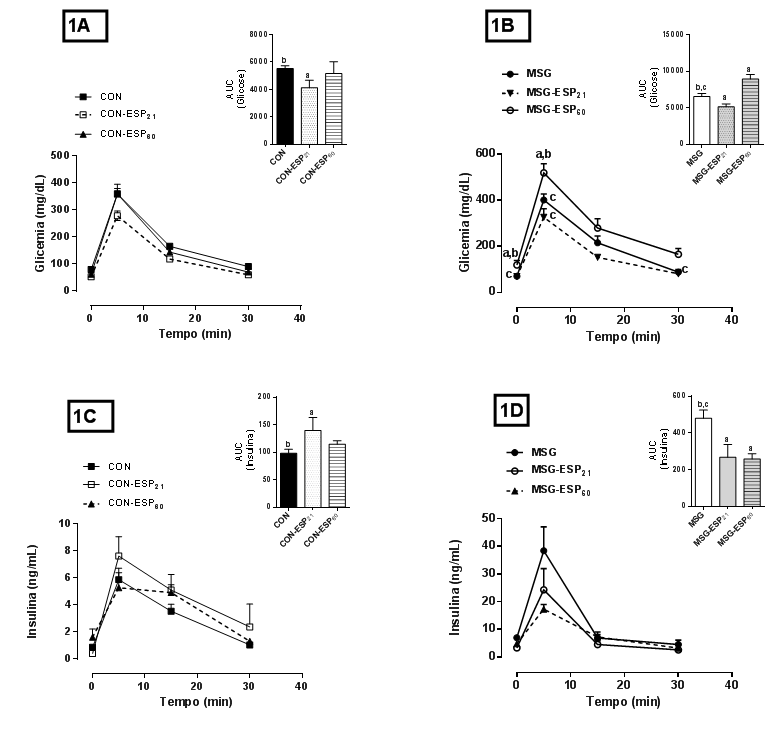 1A
8000
6000
4000
2000
0
AUC
(Glicose)
b
a
CON
CON-ESP21
CON-ESP60
CON
CON-ESP21
CON-ESP60
500
400
300
200
100
0
Glicemia (mg/dL)
0
10
20
30
40
Tempo (min)
1B
15000
10000
5000
0
AUC
(Glicose)
b,c
a
a
MSG
MSG-ESP21
MSG-ESP60
MSG
MSG-ESP21
MSG-ESP60
600
400
200
0
Glicemia (mg/dL)
a,b
c
c
a,b
c
c
0
10
20
30
40
Tempo (min)
1C
200
150
100
50
0
AUC
(Insulina)
b
a
CON
CON-ESP21
CON-ESP60
CON
CON-ESP21
CON-ESP60
10
8
6
4
2
0
Insulina (ng/mL)
0
10
20
30
40
Tempo (min)
1D
600
400
200
0
AUC
(Insulina)
b,c
a
a
MSG
MSG-ESP21
MSG-ESP60
MSG
MSG-ESP21
MSG-ESP60
50
40
30
20
10
0
Insulina (ng/mL)
0
10
20
30
40
Tempo (min)